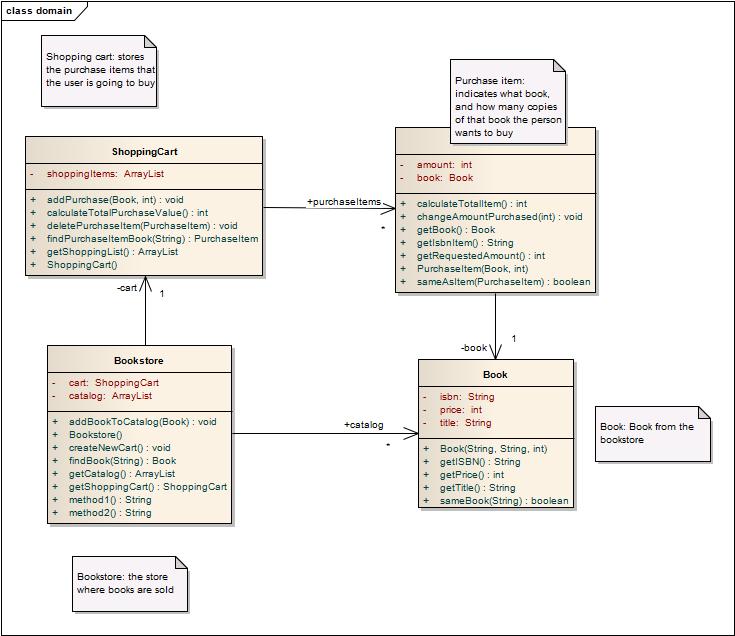 class domain
Shopping cart: stores
the purchase items that
the user is going to buy
Purchase item:
indicates what book,
and how many copies
of that book the person
wants to buy
ShoppingCart
- shoppingItems: ArrayList
+ addPurchase(Book, int) : void
+ calculateTotalPurchaseValue() : int
+ deletePurchaseItem(PurchaseItem) : void
+ findPurchaseItemBook(String) : PurchaseItem
+ getShoppingList() : ArrayList
+ ShoppingCart()
+purchaseItems
*
- amount: int
- book: Book
+ calculateTotalItem() : int
+ changeAmountPurchased(int) : void
+ getBook() : Book
+ getIsbnItem() : String
+ getRequestedAmount() : int
+ PurchaseItem(Book, int)
+ sameAsItem(PurchaseItem) : boolean
-cart
1
-book
1
Bookstore
- cart: ShoppingCart
- catalog: ArrayList
+ addBookToCatalog(Book) : void
+ Bookstore()
+ createNewCart() : void
+ findBook(String) : Book
+ getCatalog() : ArrayList
+ getShoppingCart() : ShoppingCart
+ method1() : String
+ method2() : String
+catalog
*
Book
- isbn: String
- price: int
- title: String
+ Book(String, String, int)
+ getISBN() : String
+ getPrice() : int
+ getTitle() : String
+ sameBook(String) : boolean
Book: Book from the
bookstore
Bookstore: the store
where books are sold